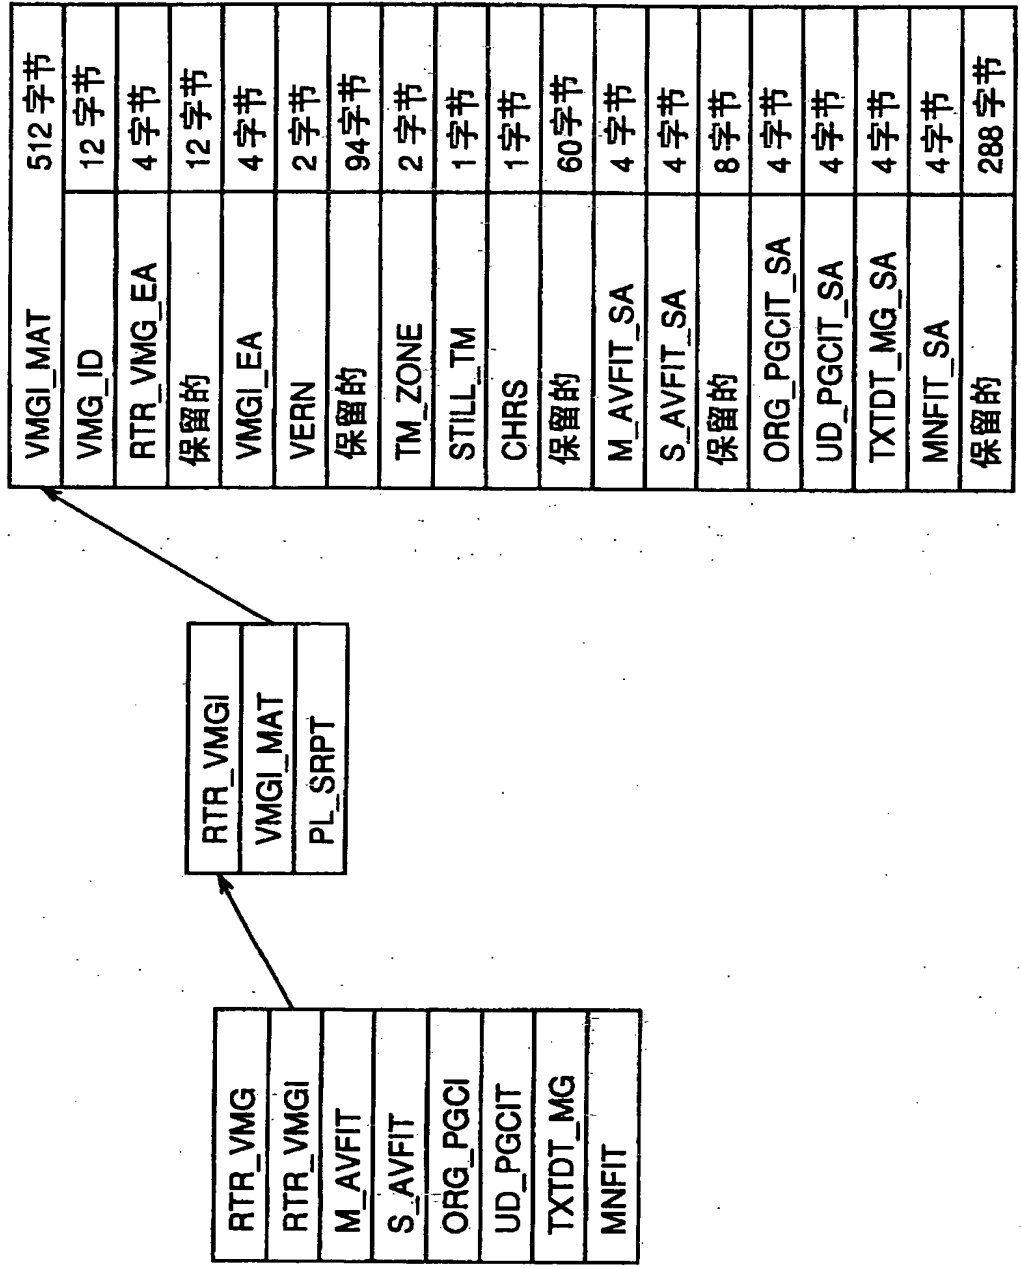 RTR_VMG
RTR_VMGI
M_AVFIT
S_AVFIT
ORG_PGCI
UD_PGCIT
TXTDT_MG
MNFIT
RTR_VMGI
VMGI_MAT
PL_SRPT
VMGI_MAT 512 字节
VMG_ID 12 字节
RTR_VMG_EA 4 字节
保留的 12 字节
VMGI_EA 4 字节
VERN 2 字节
保留的 94字节
TM_ZONE 2 字节
STILL_TM 1字节
CHRS 1字节
保留的 60字节
M_AVFIT_SA 4 字节
S_AVFIT_SA 4 字节
保留的 8 字节
ORG_PGCIT_SA 4 字节
UD_PGCIT_SA 4 字节
TXTDT_MG_SA 4 字节
MNFIT_SA 4字节
保留的 288 字节